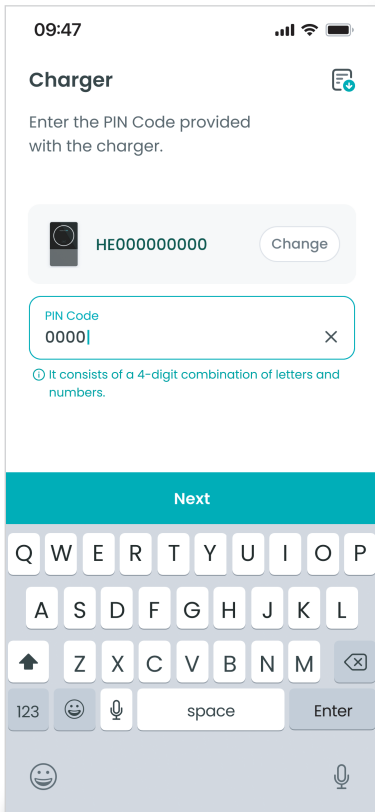 09:47
Charger
Enter the PIN Code provided
with the charger.
HE000000000
Change
PIN Code
0000
It consists of a 4-digit combination of letters and
numbers.
Next
Q W E R T Y U I O P
A S D F G H J K L
Z X C V B N M
123 space Enter